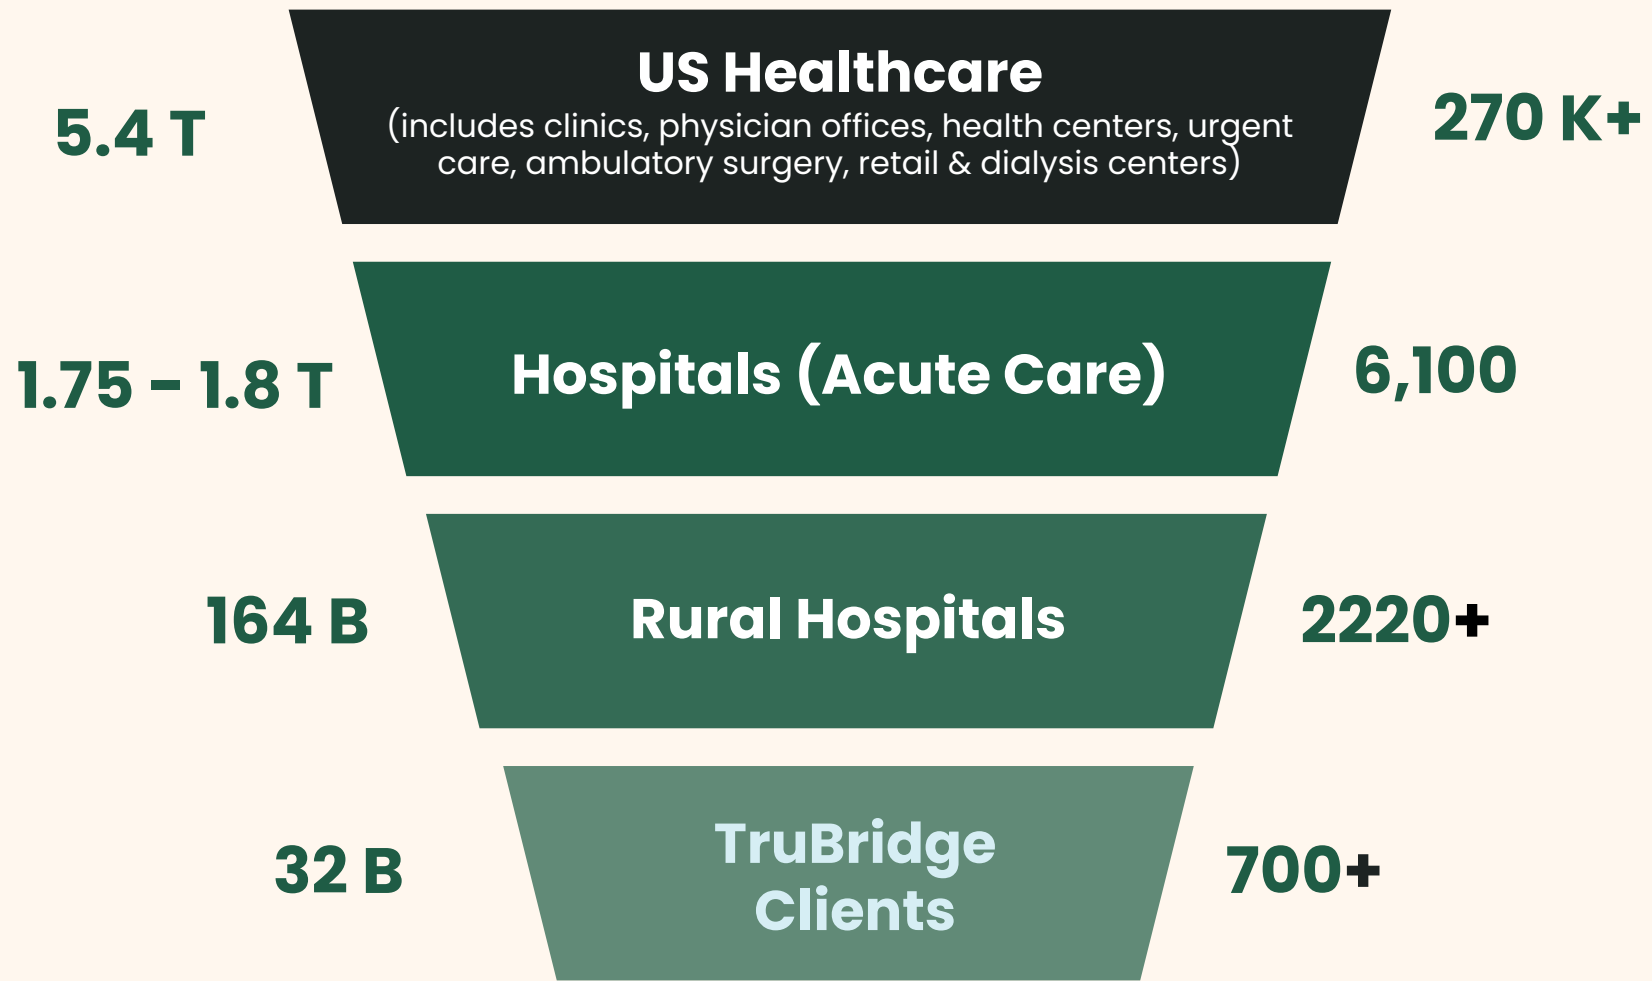 US Healthcare
(includes clinics, physician offices, health centers, urgent
care, ambulatory surgery, retail & dialysis centers)
5.4 T
270 K+
Hospitals (Acute Care)
1.75 – 1.8 T
6,100
Rural Hospitals
164 B
2220+
TruBridge
Clients
32 B
700+